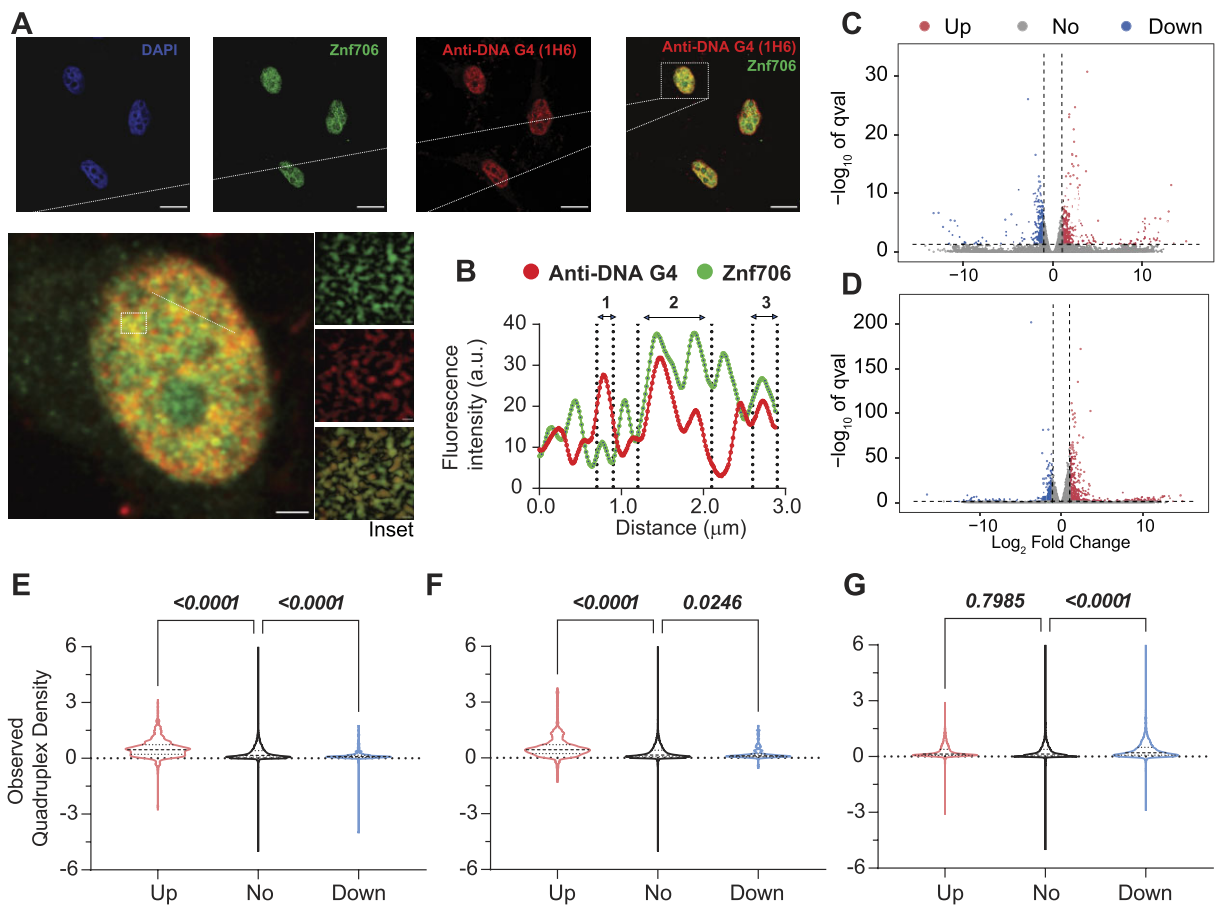 A
DAPI
Znf706
Anti-DNA G4 (1H6)
Anti-DNA G4 (1H6)
Znf706
Inset
B
Anti-DNA G4
Znf706
1
2
3
40
30
20
10
0
Fluorescence
intensity (a.u.)
0.0
1.0
2.0
3.0
Distance (μm)
C
Up
No
Down
30
20
10
0
−log10 of qval
−10
0
10
D
200
150
100
50
0
−log10 of qval
−10
0
10
Log2 Fold Change
E
<0.0001
<0.0001
6
3
0
-3
-6
Observed
Quadruplex Density
Up
No
Down
F
<0.0001
0.0246
6
3
0
-3
-6
Up
No
Down
G
0.7985
<0.0001
6
3
0
-3
-6
Up
No
Down